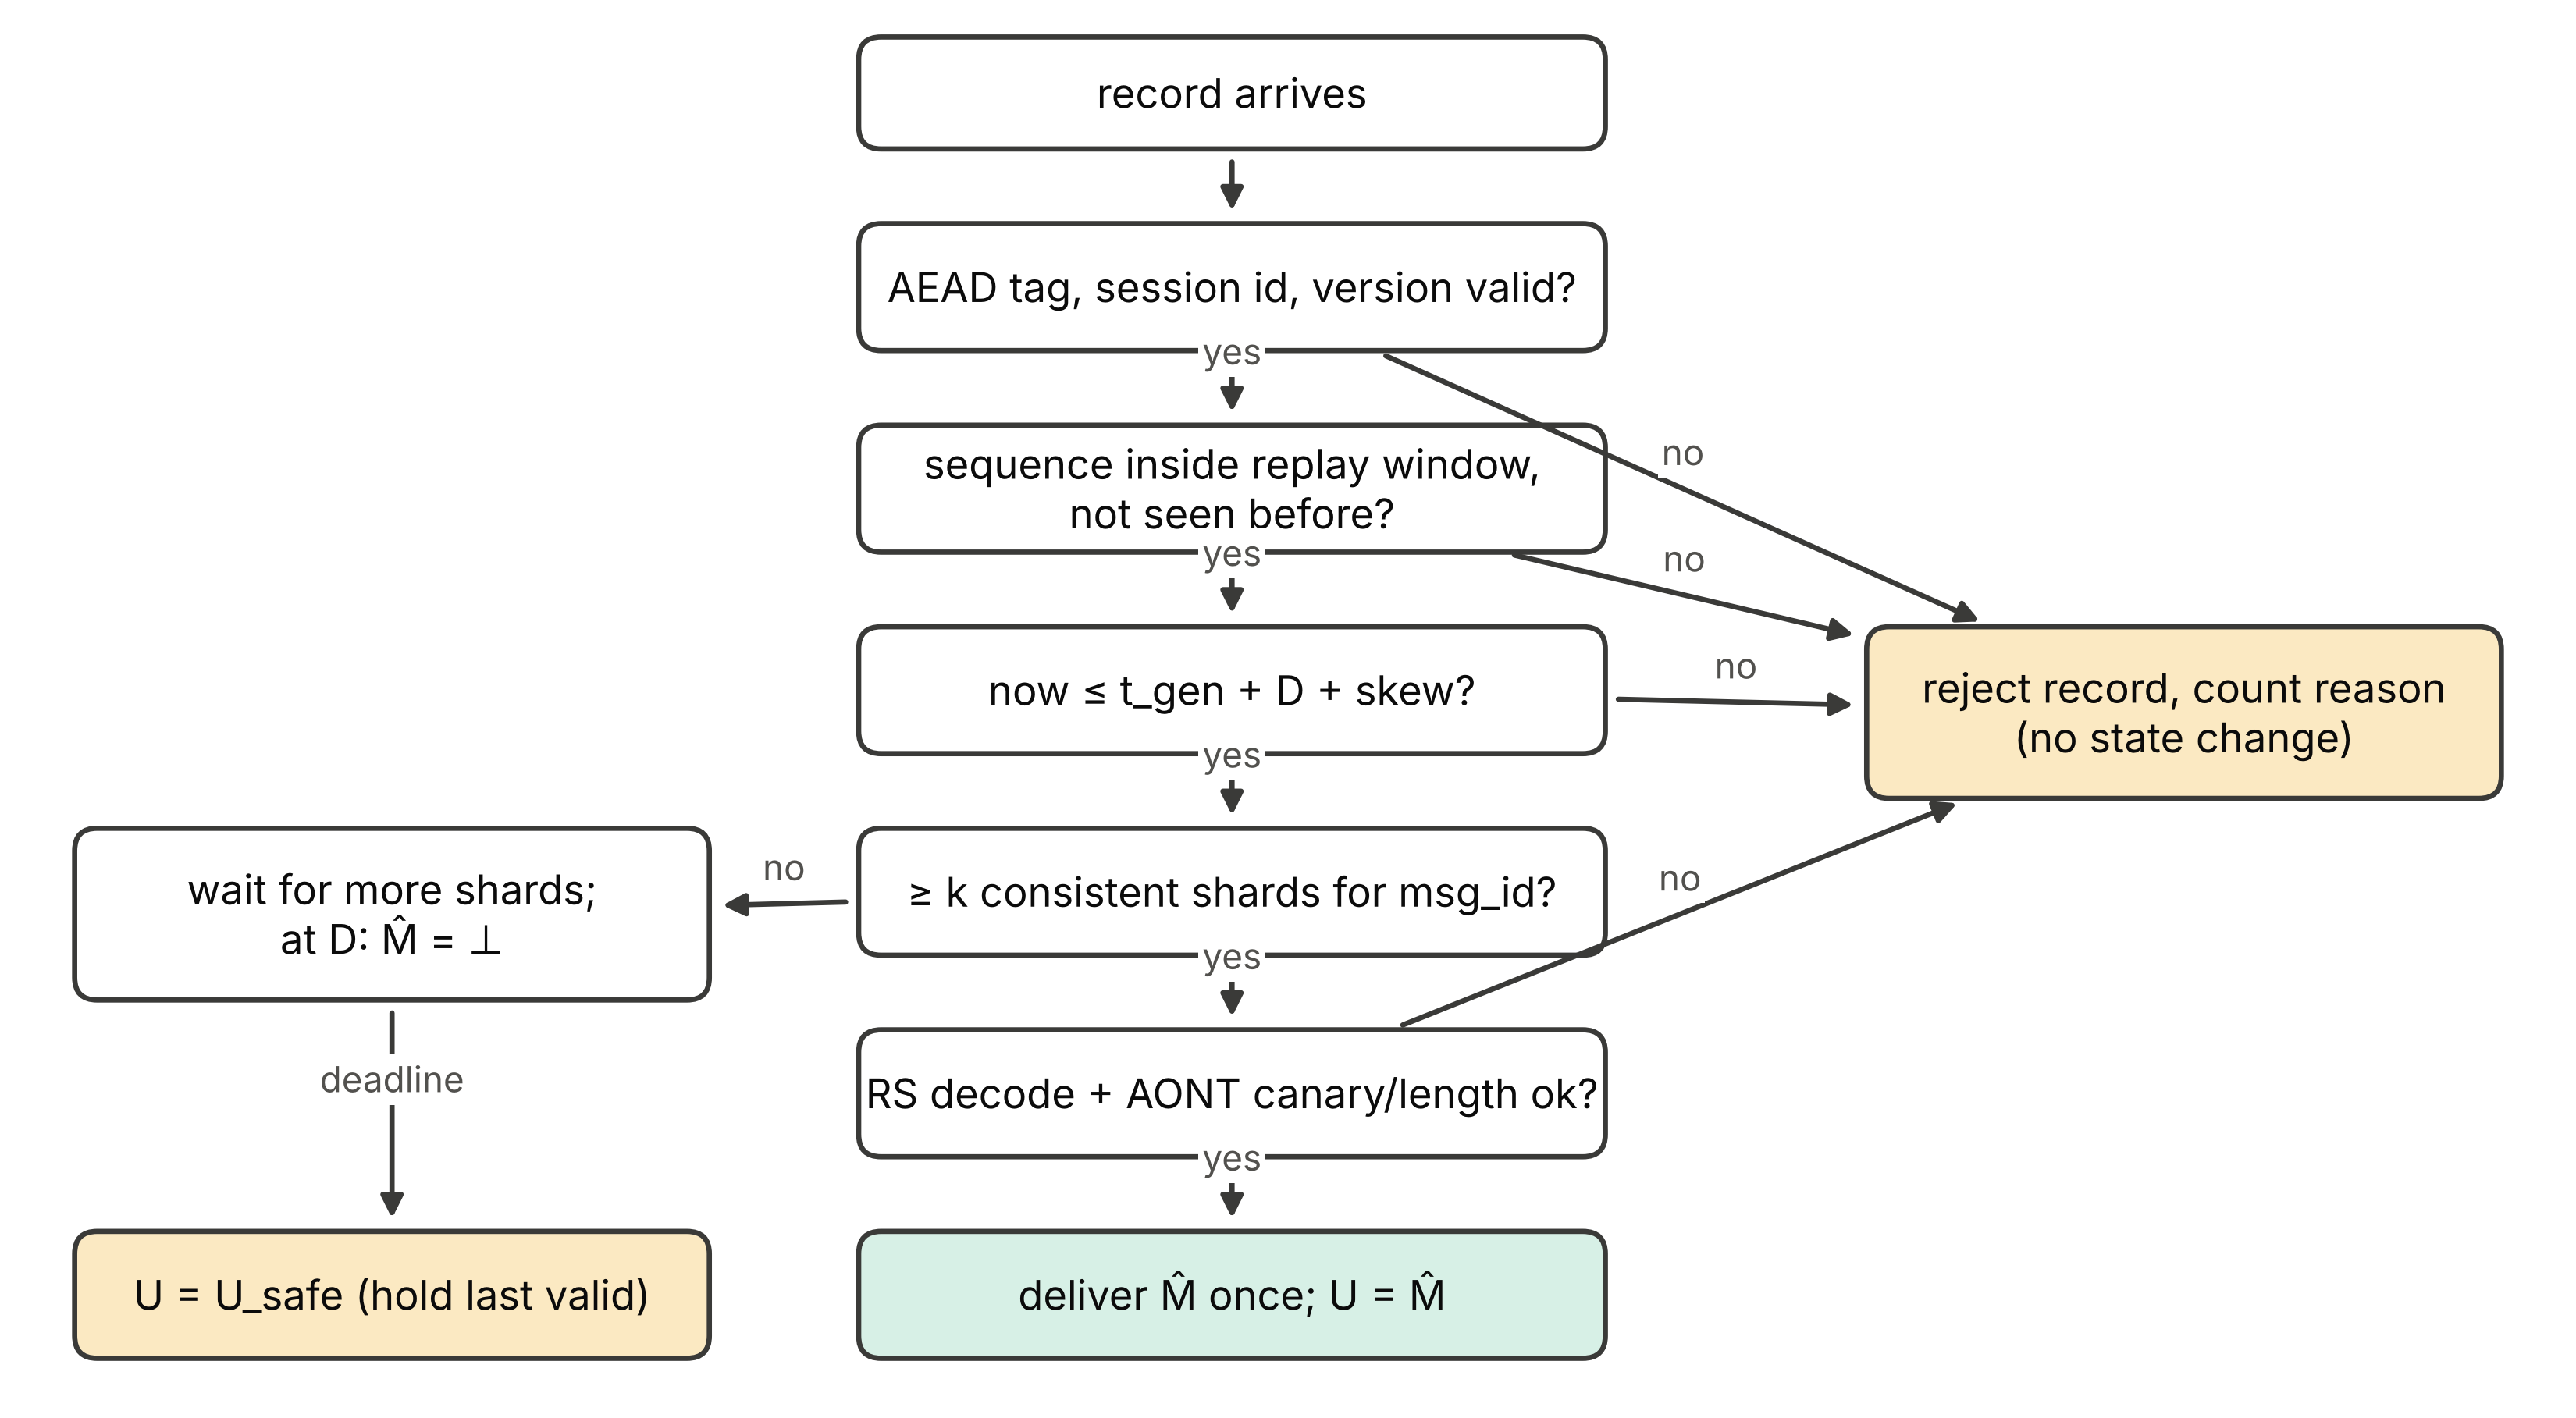 record arrives
AEAD tag, session id, version valid?
yes
no
sequence inside replay window,
not seen before?
yes
no
now ≤ t_gen + D + skew?
no
yes
reject record, count reason
(no state change)
≥ k consistent shards for msg_id?
no
yes
no
wait for more shards;
at D: M̂ = ⊥
deadline
RS decode + AONT canary/length ok?
yes
U = U_safe (hold last valid)
deliver M̂ once; U = M̂